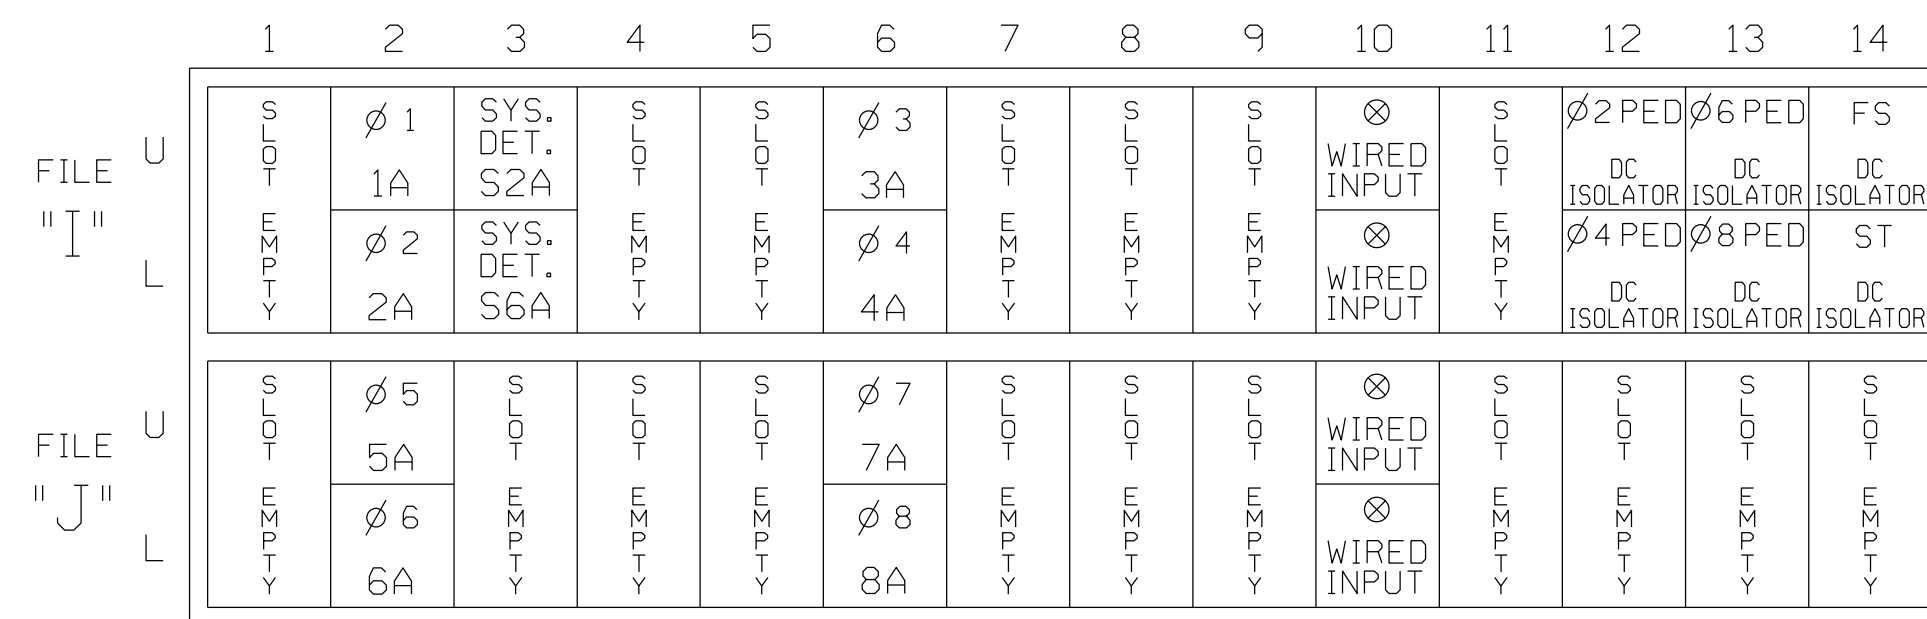 1 2 3 4 5 6 7 8 9 10 11 12 13 14
FILE "I"
U
L
SLOT EMPTY
Ø 1
1A
Ø 2
2A
SYS. DET. S2A
SYS. DET. S6A
SLOT EMPTY
SLOT EMPTY
Ø 3
3A
Ø 4
4A
SLOT EMPTY
SLOT EMPTY
SLOT EMPTY
⊗
WIRED INPUT
⊗
WIRED INPUT
SLOT EMPTY
Ø2 PED
DC ISOLATOR
Ø4 PED
DC ISOLATOR
Ø6 PED
DC ISOLATOR
Ø8 PED
DC ISOLATOR
FS
DC ISOLATOR
ST
DC ISOLATOR
FILE "J"
U
L
SLOT EMPTY
Ø 5
5A
Ø 6
6A
SLOT EMPTY
SLOT EMPTY
SLOT EMPTY
Ø 7
7A
Ø 8
8A
SLOT EMPTY
SLOT EMPTY
SLOT EMPTY
⊗
WIRED INPUT
⊗
WIRED INPUT
SLOT EMPTY
SLOT EMPTY
SLOT EMPTY
SLOT EMPTY